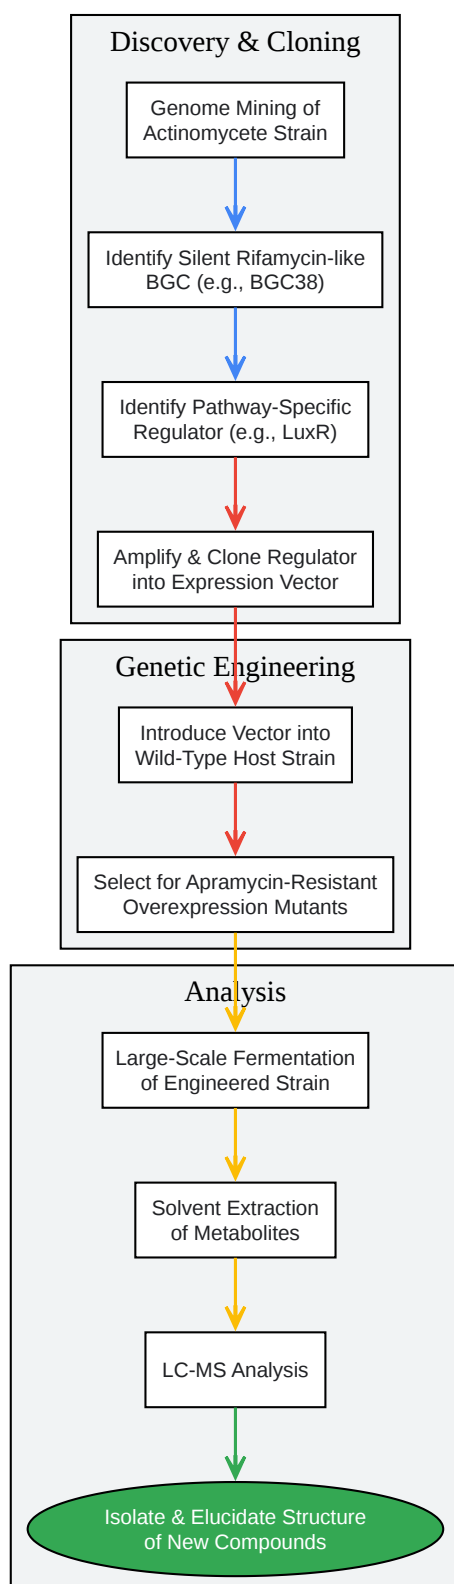 Discovery & Cloning
Genome Mining of
Actinomycete Strain
Identify Silent Rifamycin-like
BGC (e.g., BGC38)
Identify Pathway-Specific
Regulator (e.g., LuxR)
Amplify & Clone Regulator
into Expression Vector
Genetic Engineering
Introduce Vector into
Wild-Type Host Strain
Select for Apramycin-Resistant
Overexpression Mutants
Analysis
Large-Scale Fermentation
of Engineered Strain
Solvent Extraction
of Metabolites
LC-MS Analysis
Isolate & Elucidate Structure
of New Compounds